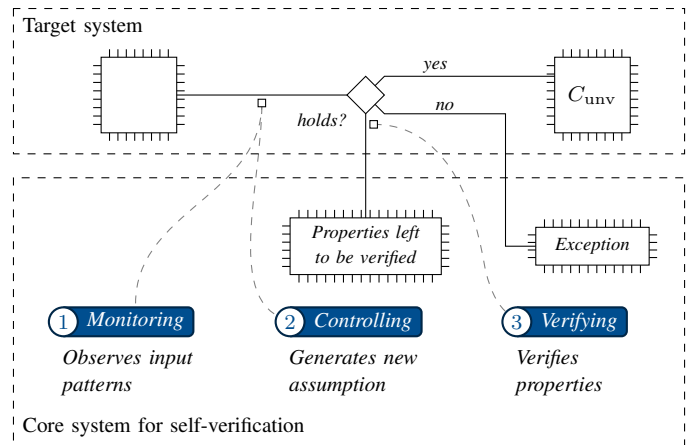 Target system
yes
C_unv
no
holds?
Properties left
to be verified
Exception
1 Monitoring
2 Controlling
3 Verifying
Observes input
patterns
Generates new
assumption
Verifies
properties
Core system for self-verification